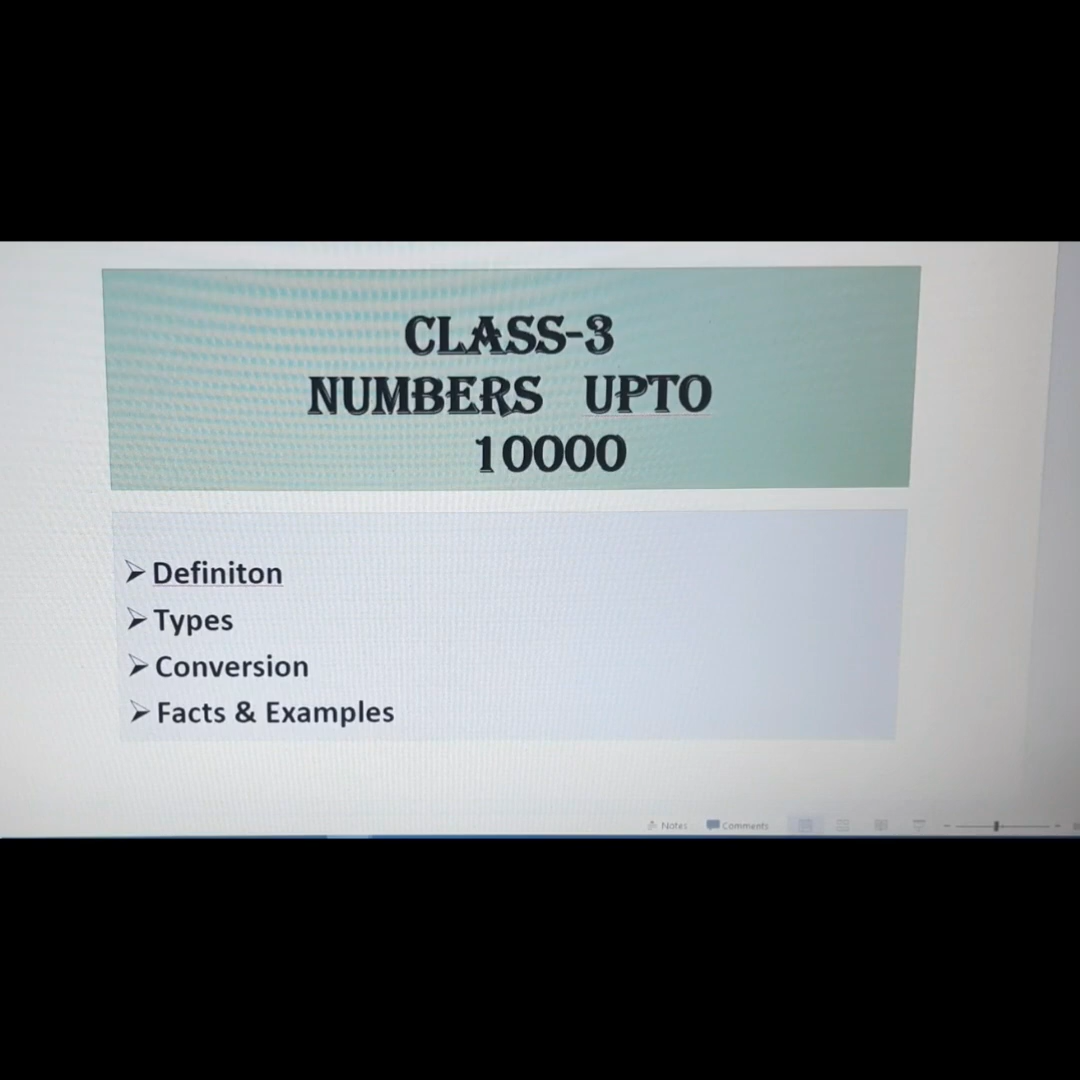 CLASS-3
NUMBERS UPTO
10000
➢ Definiton
➢ Types
➢ Conversion
➢ Facts & Examples
Notes Comments